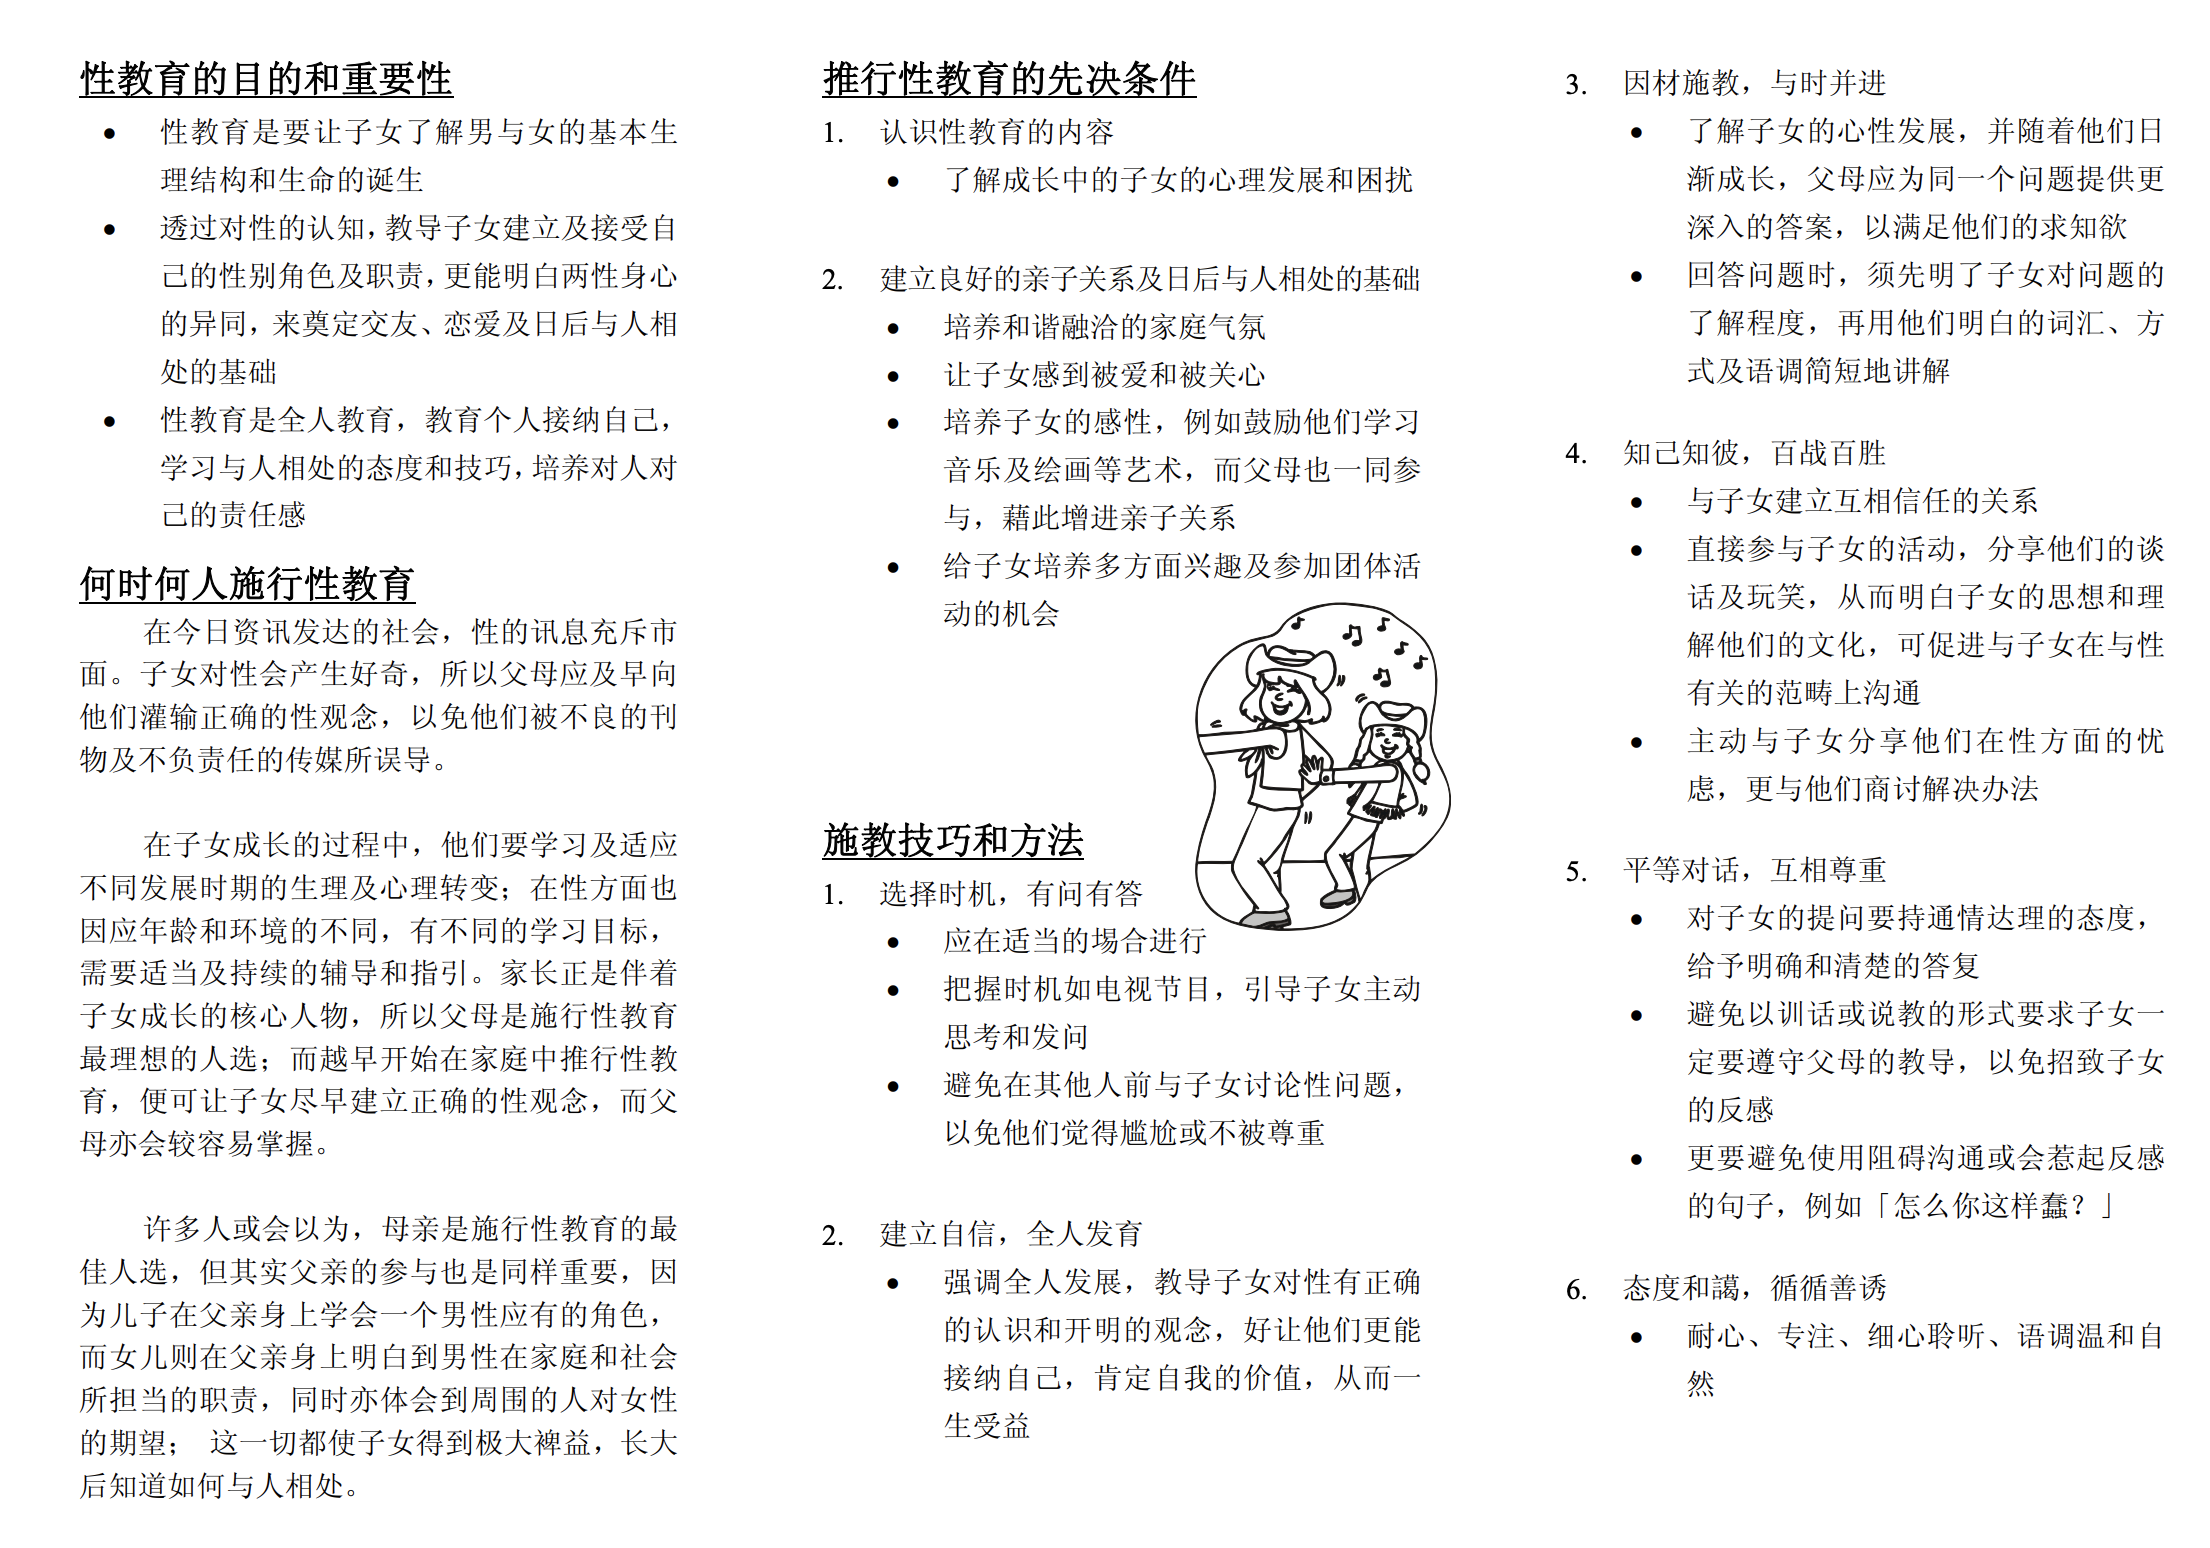 性教育的目的和重要性
● 性教育是要让子女了解男与女的基本生
理结构和生命的诞生
● 透过对性的认知，教导子女建立及接受自
己的性别角色及职责，更能明白两性身心
的异同，来奠定交友、恋爱及日后与人相
处的基础
● 性教育是全人教育，教育个人接纳自己，
学习与人相处的态度和技巧，培养对人对
己的责任感
何时何人施行性教育
在今日资讯发达的社会，性的讯息充斥市
面。子女对性会产生好奇，所以父母应及早向
他们灌输正确的性观念，以免他们被不良的刊
物及不负责任的传媒所误导。
在子女成长的过程中，他们要学习及适应
不同发展时期的生理及心理转变；在性方面也
因应年龄和环境的不同，有不同的学习目标，
需要适当及持续的辅导和指引。家长正是伴着
子女成长的核心人物，所以父母是施行性教育
最理想的人选；而越早开始在家庭中推行性教
育，便可让子女尽早建立正确的性观念，而父
母亦会较容易掌握。
许多人或会以为，母亲是施行性教育的最
佳人选，但其实父亲的参与也是同样重要，因
为儿子在父亲身上学会一个男性应有的角色，
而女儿则在父亲身上明白到男性在家庭和社会
所担当的职责，同时亦体会到周围的人对女性
的期望； 这一切都使子女得到极大裨益，长大
后知道如何与人相处。
推行性教育的先决条件
1. 认识性教育的内容
● 了解成长中的子女的心理发展和困扰
2. 建立良好的亲子关系及日后与人相处的基础
● 培养和谐融洽的家庭气氛
● 让子女感到被爱和被关心
● 培养子女的感性，例如鼓励他们学习
音乐及绘画等艺术，而父母也一同参
与，藉此增进亲子关系
● 给子女培养多方面兴趣及参加团体活
动的机会
施教技巧和方法
1. 选择时机，有问有答
● 应在适当的埸合进行
● 把握时机如电视节目，引导子女主动
思考和发问
● 避免在其他人前与子女讨论性问题，
以免他们觉得尴尬或不被尊重
2. 建立自信，全人发育
● 强调全人发展，教导子女对性有正确
的认识和开明的观念，好让他们更能
接纳自己，肯定自我的价值，从而一
生受益
3. 因材施教，与时并进
● 了解子女的心性发展，并随着他们日
渐成长，父母应为同一个问题提供更
深入的答案，以满足他们的求知欲
● 回答问题时，须先明了子女对问题的
了解程度，再用他们明白的词汇、方
式及语调简短地讲解
4. 知己知彼，百战百胜
● 与子女建立互相信任的关系
● 直接参与子女的活动，分享他们的谈
话及玩笑，从而明白子女的思想和理
解他们的文化，可促进与子女在与性
有关的范畴上沟通
● 主动与子女分享他们在性方面的忧
虑，更与他们商讨解决办法
5. 平等对话，互相尊重
● 对子女的提问要持通情达理的态度，
给予明确和清楚的答复
● 避免以训话或说教的形式要求子女一
定要遵守父母的教导，以免招致子女
的反感
● 更要避免使用阻碍沟通或会惹起反感
的句子，例如「怎么你这样蠢？」
6. 态度和譪，循循善诱
● 耐心、专注、细心聆听、语调温和自
然